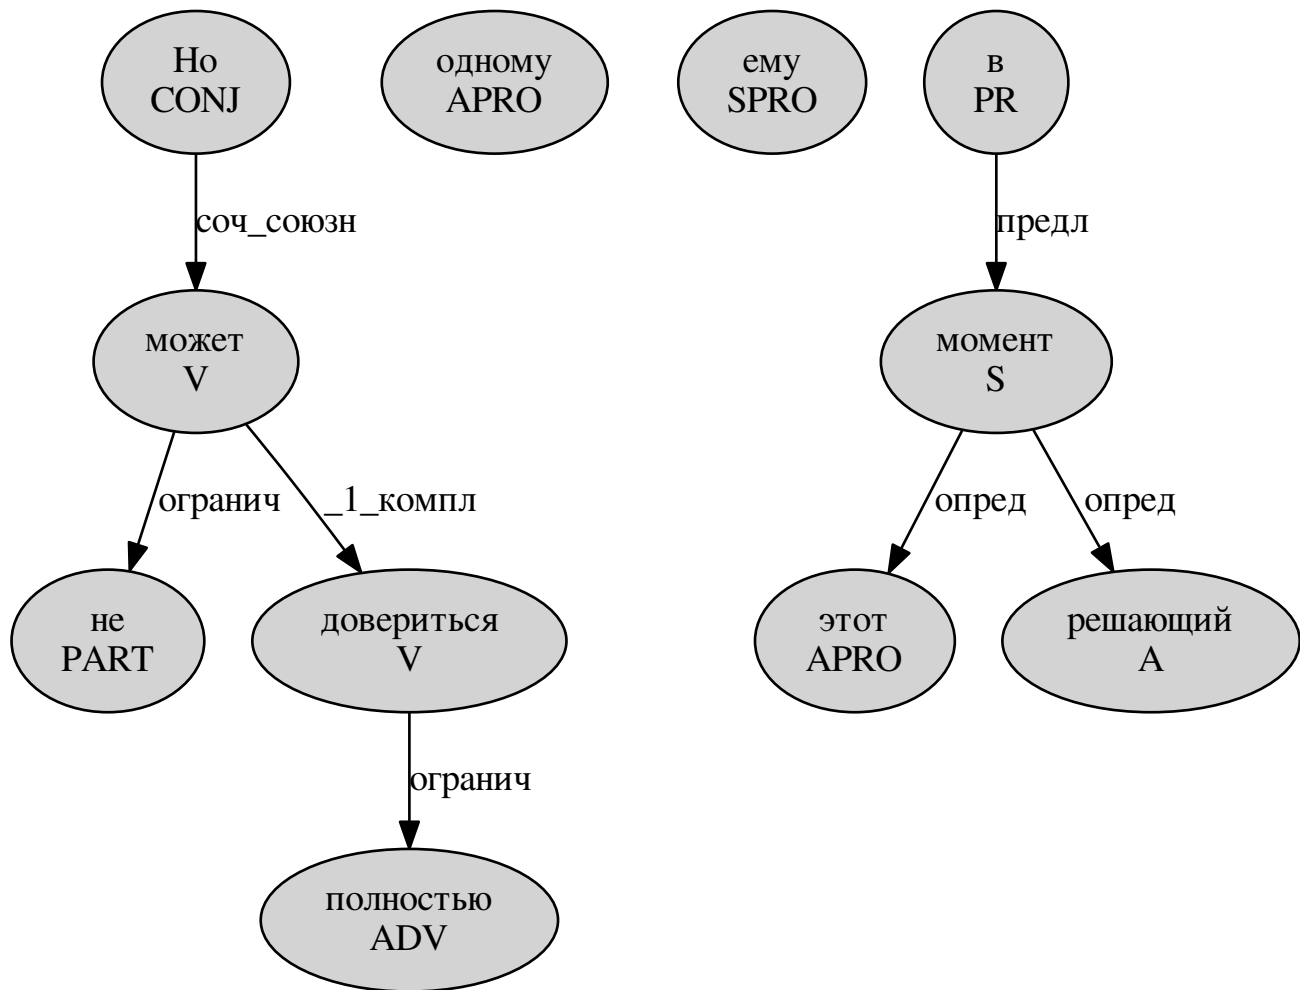 Но
CONJ
одному
APRO
ему
SPRO
в
PR
соч_союзн
предл
может
V
момент
S
огранич
_1_компл
опред
опред
не
PART
довериться
V
этот
APRO
решающий
A
огранич
полностью
ADV